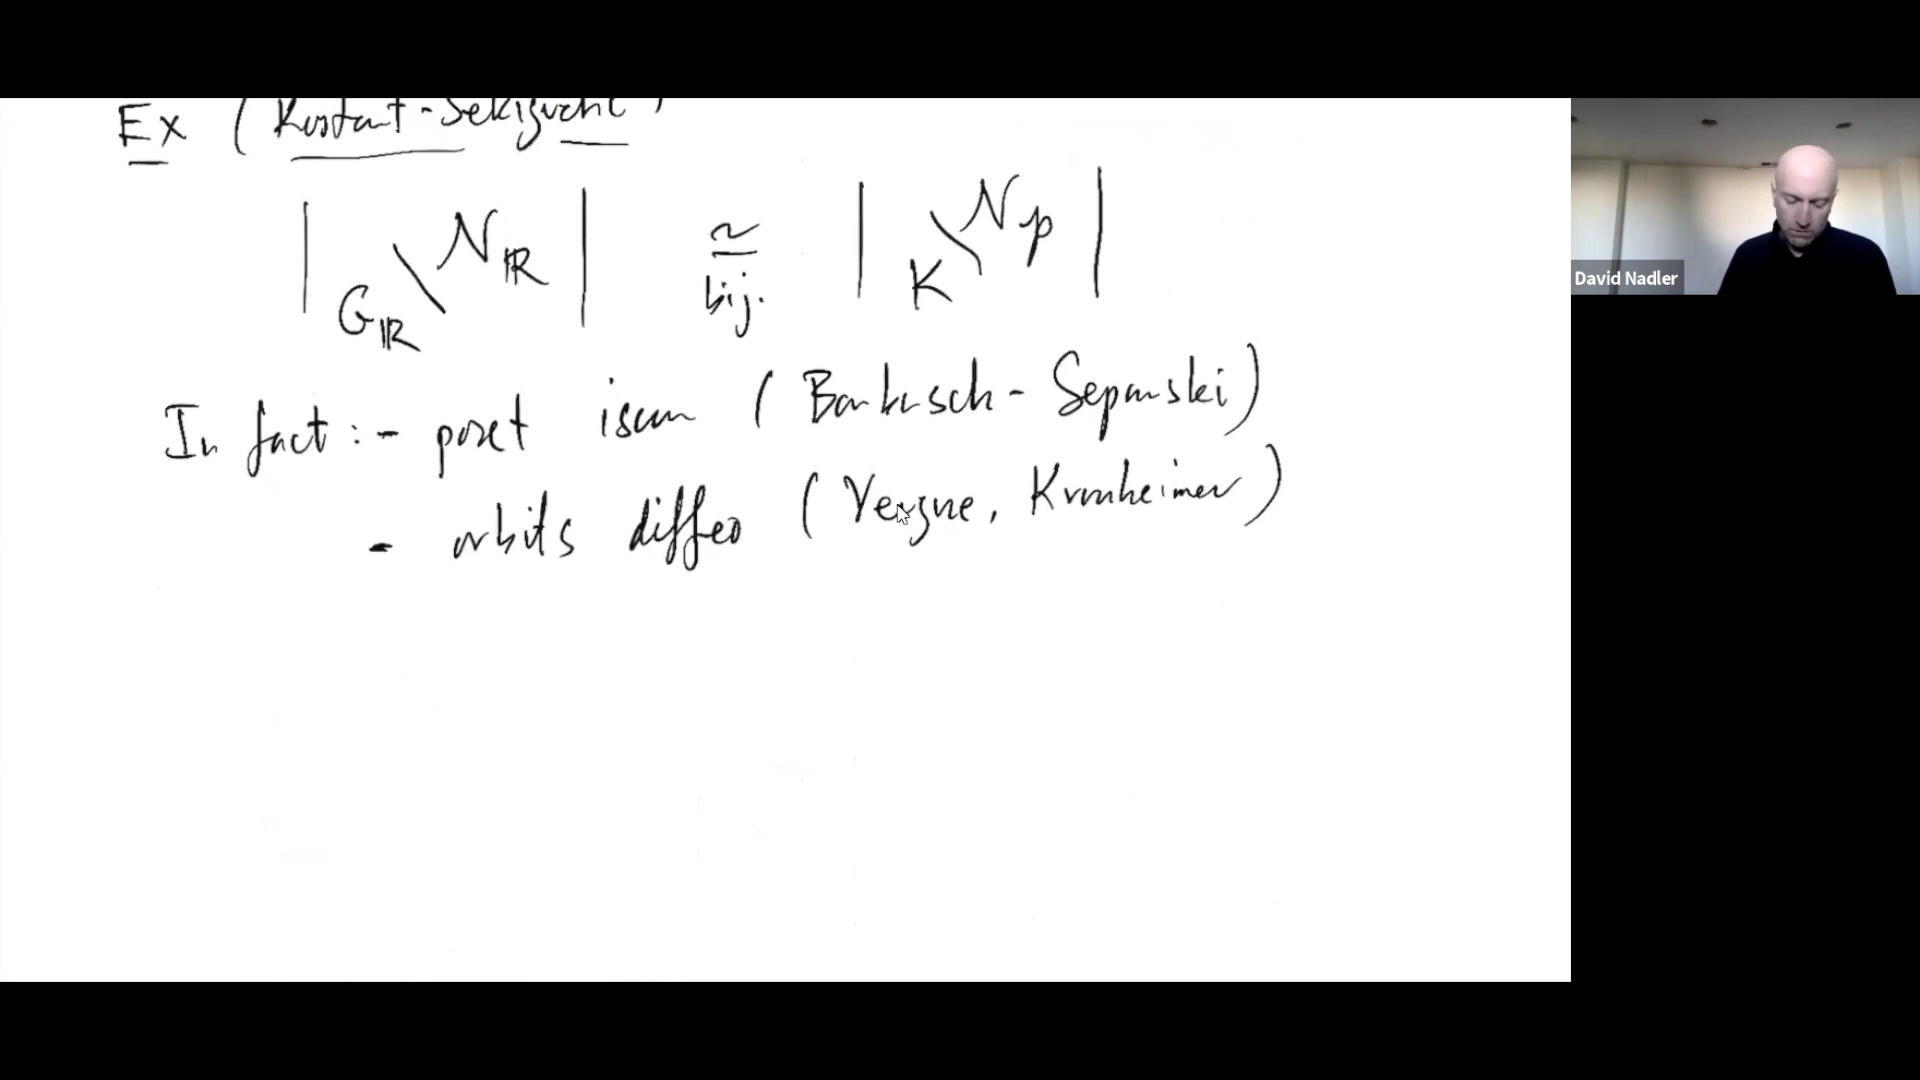 Ex (Kostant-Sekiguchi)
| G_ℝ \ N_ℝ | ≃ bij. | K \ N_p |
In fact: - poset isom (Barbasch-Sepanski)
- orbits diffeo (Vergne, Kronheimer)
David Nadler